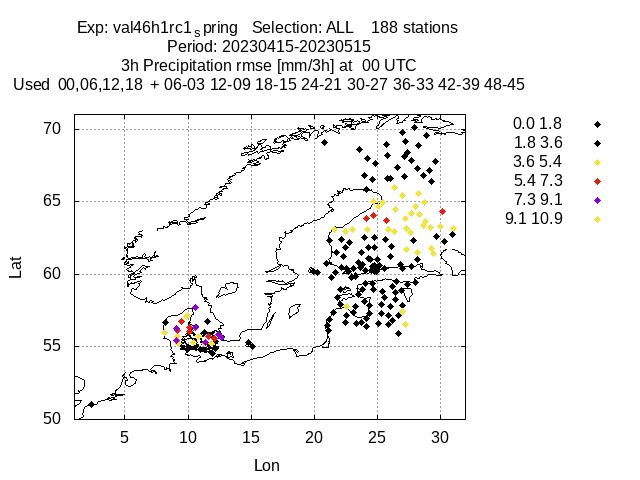 Exp: val46h1rc1spring   Selection: ALL    188 stations
Period: 20230415-20230515
3h Precipitation rmse [mm/3h] at  00 UTC
Used  00,06,12,18  + 06-03 12-09 18-15 24-21 30-27 36-33 42-39 48-45
0.0 1.8
1.8 3.6
3.6 5.4
5.4 7.3
7.3 9.1
9.1 10.9
70
65
60
55
50
Lat
5 10 15 20 25 30
Lon